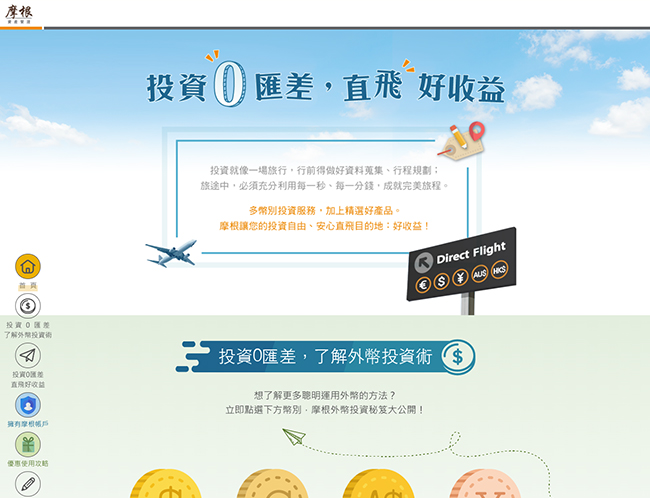 摩根
資產管理
投資0匯差，直飛好收益
投資就像一場旅行，行前得做好資料蒐集、行程規劃；
旅途中，必須充分利用每一秒、每一分錢，成就完美旅程。
多幣別投資服務，加上精選好產品。
摩根讓您的投資自由、安心直飛目的地：好收益！
Direct Flight
€ $ ¥ AU$ HK$
首頁
$
投資0匯差
了解外幣投資術
投資0匯差
直飛好收益
擁有摩根帳戶
優惠使用攻略
投資0匯差，了解外幣投資術 $
想了解更多聰明運用外幣的方法？
立即點選下方幣別，摩根外幣投資秘笈大公開！